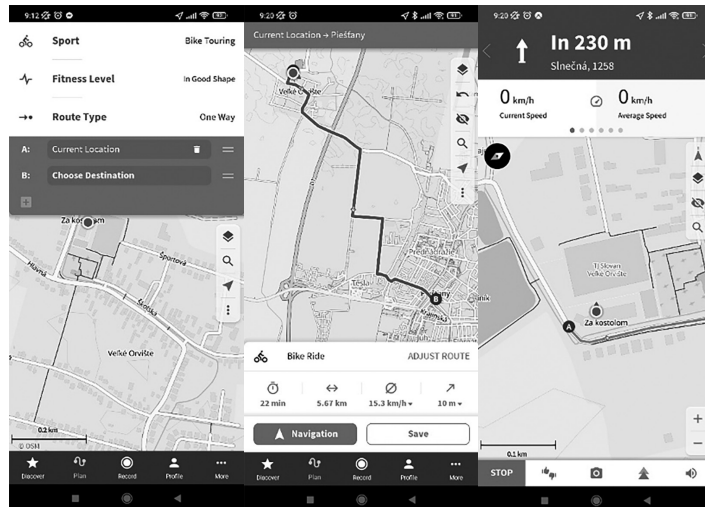 9:12
Sport
Bike Touring
Fitness Level
In Good Shape
Route Type
One Way
A:
Current Location
B:
Choose Destination
Za kostolom
Športová
Hlavná
Školská
Veľké Orvište
0.2 km
© OSM
Discover
Plan
Record
Profile
More
9:20
Current Location → Piešťany
Veľké Orvište
Prednádražie
Tesla
Krajinská
B
Bike Ride
ADJUST ROUTE
22 min
5.67 km
15.3 km/h
10 m
Navigation
Save
Discover
Plan
Record
Profile
More
9:20
In 230 m
Slnečná, 1258
0 km/h
Current Speed
0 km/h
Average Speed
TJ Slovan
Veľké Orvište
Za kostolom
A
0.1 km
STOP